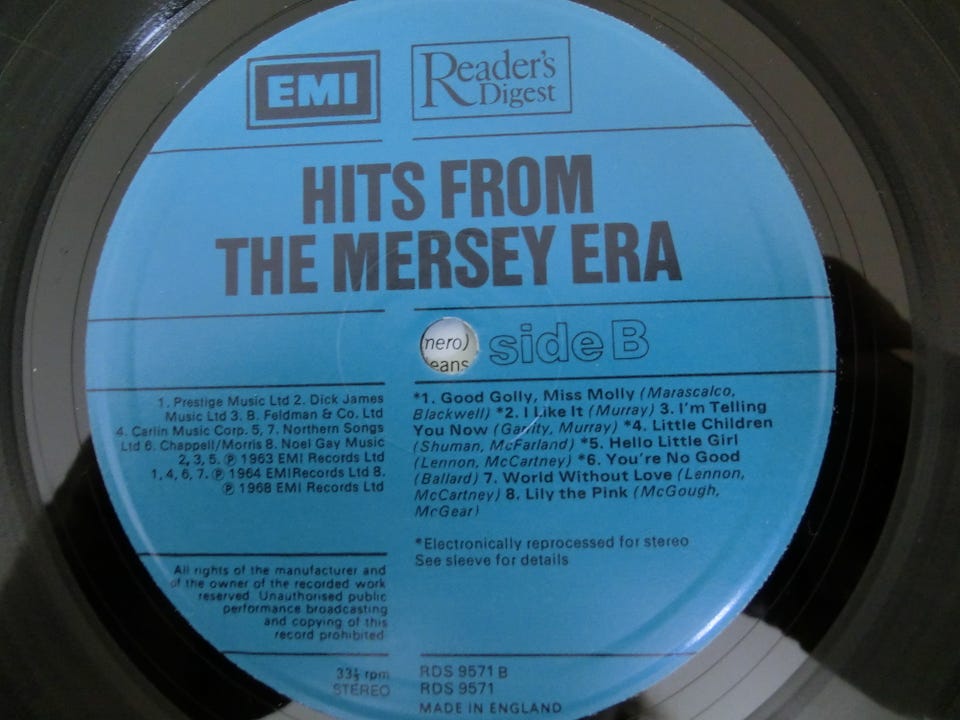 EMI
Reader's
Digest
HITS FROM
THE MERSEY ERA
nero)
eans
side B
1. Prestige Music Ltd 2. Dick James
Music Ltd 3. B. Feldman & Co. Ltd
4. Carlin Music Corp. 5, 7. Northern Songs
Ltd 6. Chappell/Morris 8. Noel Gay Music
2, 3, 5. ℗ 1963 EMI Records Ltd
1, 4, 6, 7. ℗ 1964 EMI Records Ltd 8.
℗ 1968 EMI Records Ltd
*1. Good Golly, Miss Molly (Marascalco,
Blackwell) *2. I Like It (Murray) 3. I'm Telling
You Now (Garrity, Murray) *4. Little Children
(Shuman, McFarland) *5. Hello Little Girl
(Lennon, McCartney) *6. You're No Good
(Ballard) 7. World Without Love (Lennon,
McCartney) 8. Lily the Pink (McGough,
McGear)
*Electronically reprocessed for stereo
See sleeve for details
All rights of the manufacturer and
of the owner of the recorded work
reserved. Unauthorised public
performance broadcasting
and copying of this
record prohibited
33⅓ rpm
STEREO
RDS 9571 B
RDS 9571
MADE IN ENGLAND